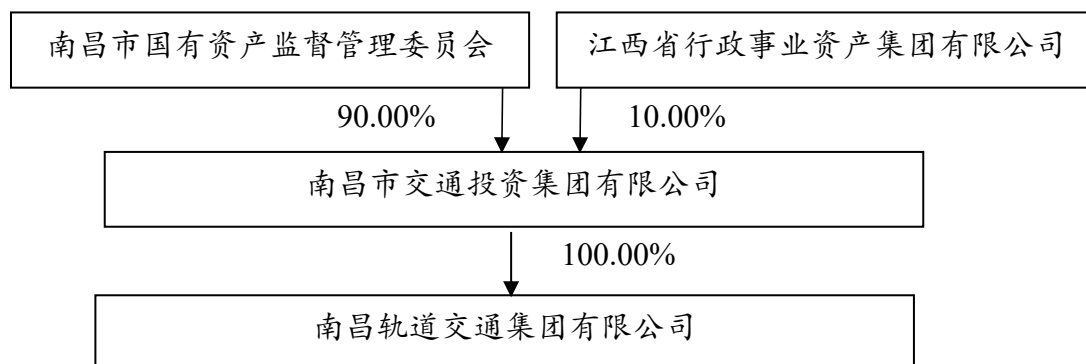 南昌市国有资产监督管理委员会
江西省行政事业资产集团有限公司
90.00%
10.00%
南昌市交通投资集团有限公司
100.00%
南昌轨道交通集团有限公司